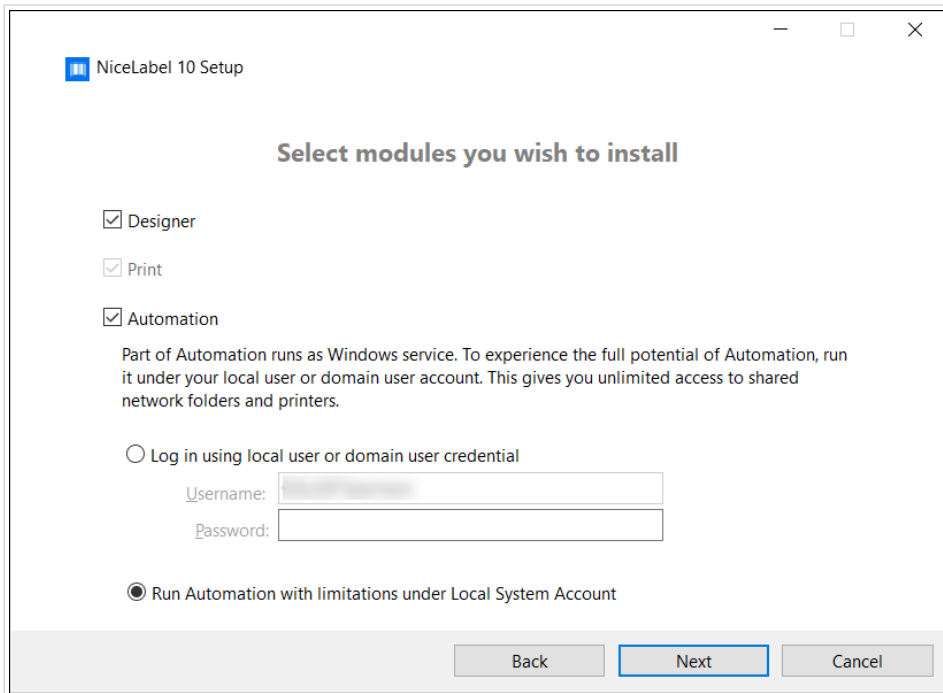 NiceLabel 10 Setup
Select modules you wish to install
Designer
Print
Automation
Part of Automation runs as Windows service. To experience the full potential of Automation, run
it under your local user or domain user account. This gives you unlimited access to shared
network folders and printers.
Log in using local user or domain user credential
Username:
Password:
Run Automation with limitations under Local System Account
Back Next Cancel